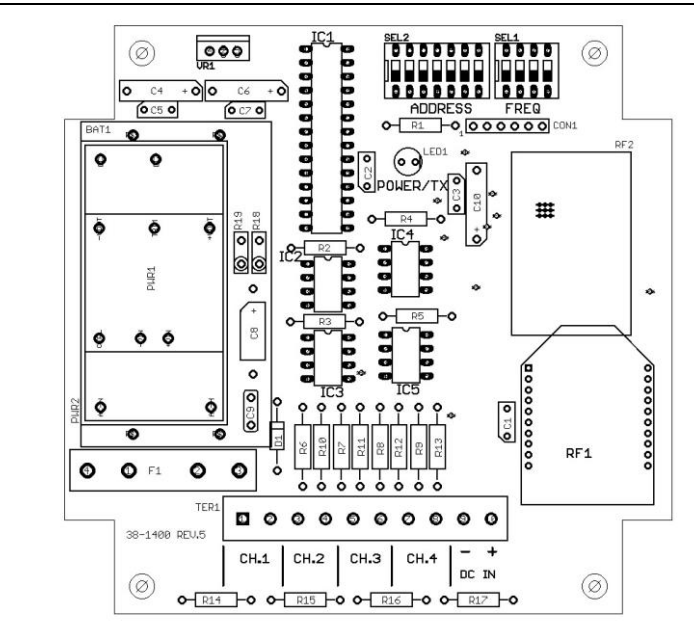 IC1
SEL2 SEL1
VR1
C4 + C6 +
C5 C7
ADDRESS FREQ
BAT1
R1
1 CON1
LED1
RF2
C2
POWER/TX
C3
C10
+
R4
R19
R18
R2
IC4
IC2
PWR1
+
C8
R3
R5
IC3
IC5
PWR2
C9
D1
R6
R10
R7
R11
R8
R12
R9
R13
C1
RF1
F1
TER1
38-1400 REV.5
CH.1 CH.2 CH.3 CH.4 - +
DC IN
R14 R15 R16 R17